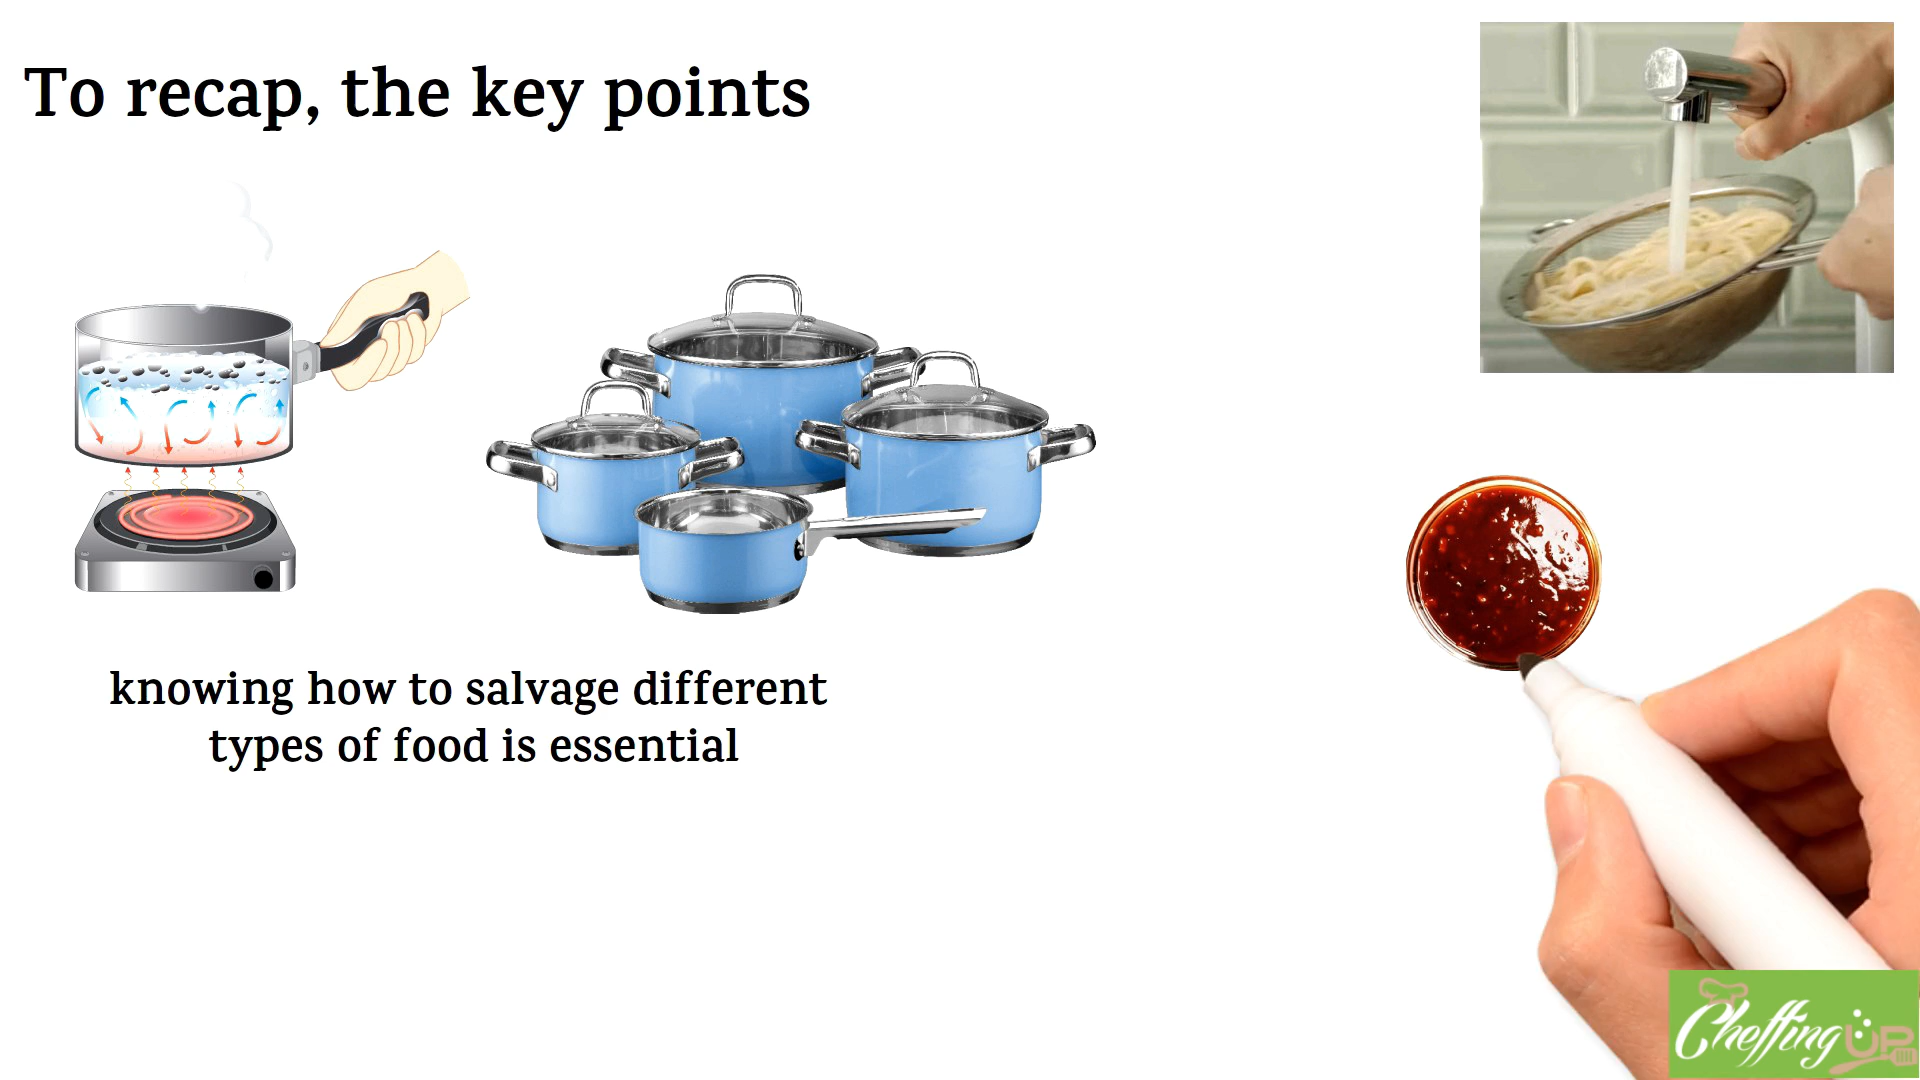 To recap, the key points
knowing how to salvage different
types of food is essential
Cheffing UP